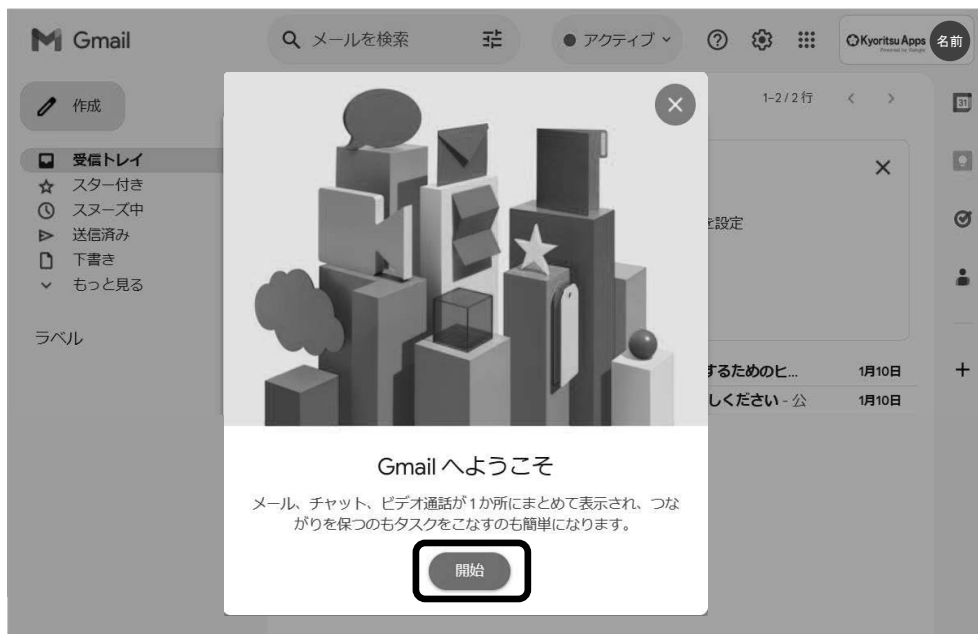 Gmail
メールを検索
アクティブ
Kyoritsu Apps
名前
作成
1–2 / 2 行
31
受信トレイ
スター付き
スヌーズ中
を設定
送信済み
下書き
もっと見る
ラベル
するためのヒ... 1月10日
しください - 公 1月10日
Gmail へようこそ
メール、チャット、ビデオ通話が1か所にまとめて表示され、つな
がりを保つのもタスクをこなすのも簡単になります。
開始